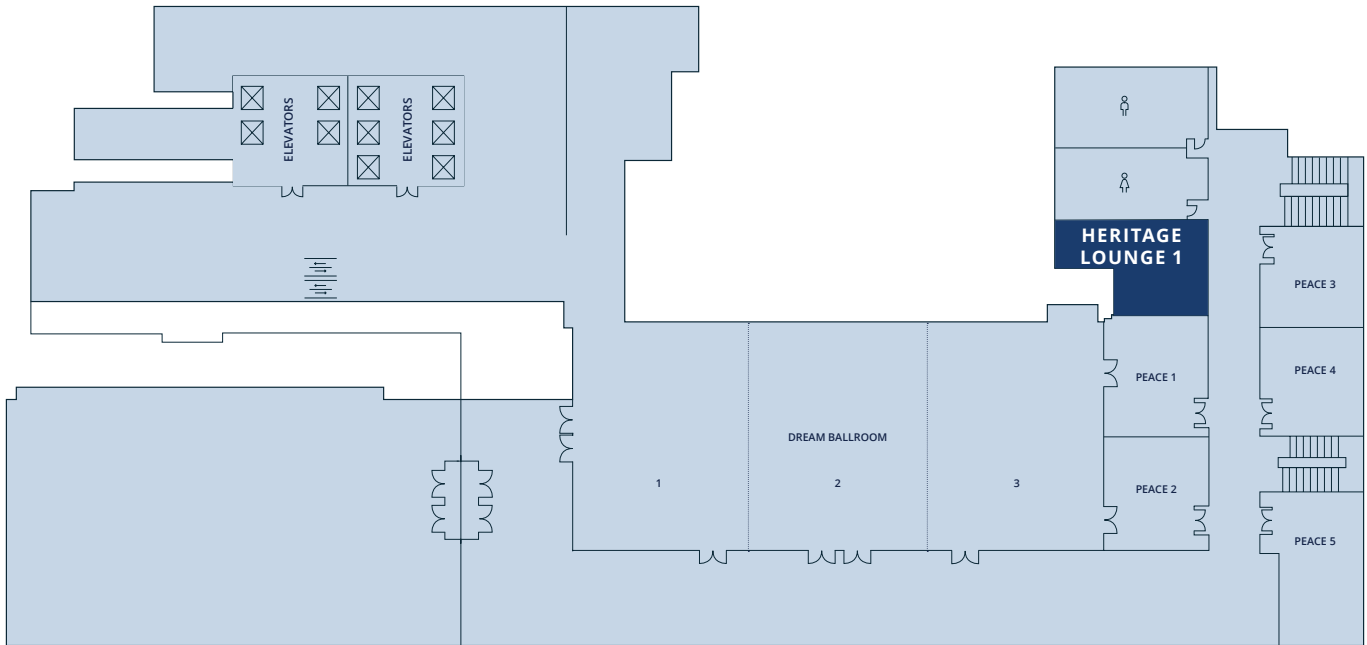 ELEVATORS
ELEVATORS
HERITAGE
LOUNGE 1
PEACE 3
PEACE 4
PEACE 1
DREAM BALLROOM
1
2
3
PEACE 2
PEACE 5